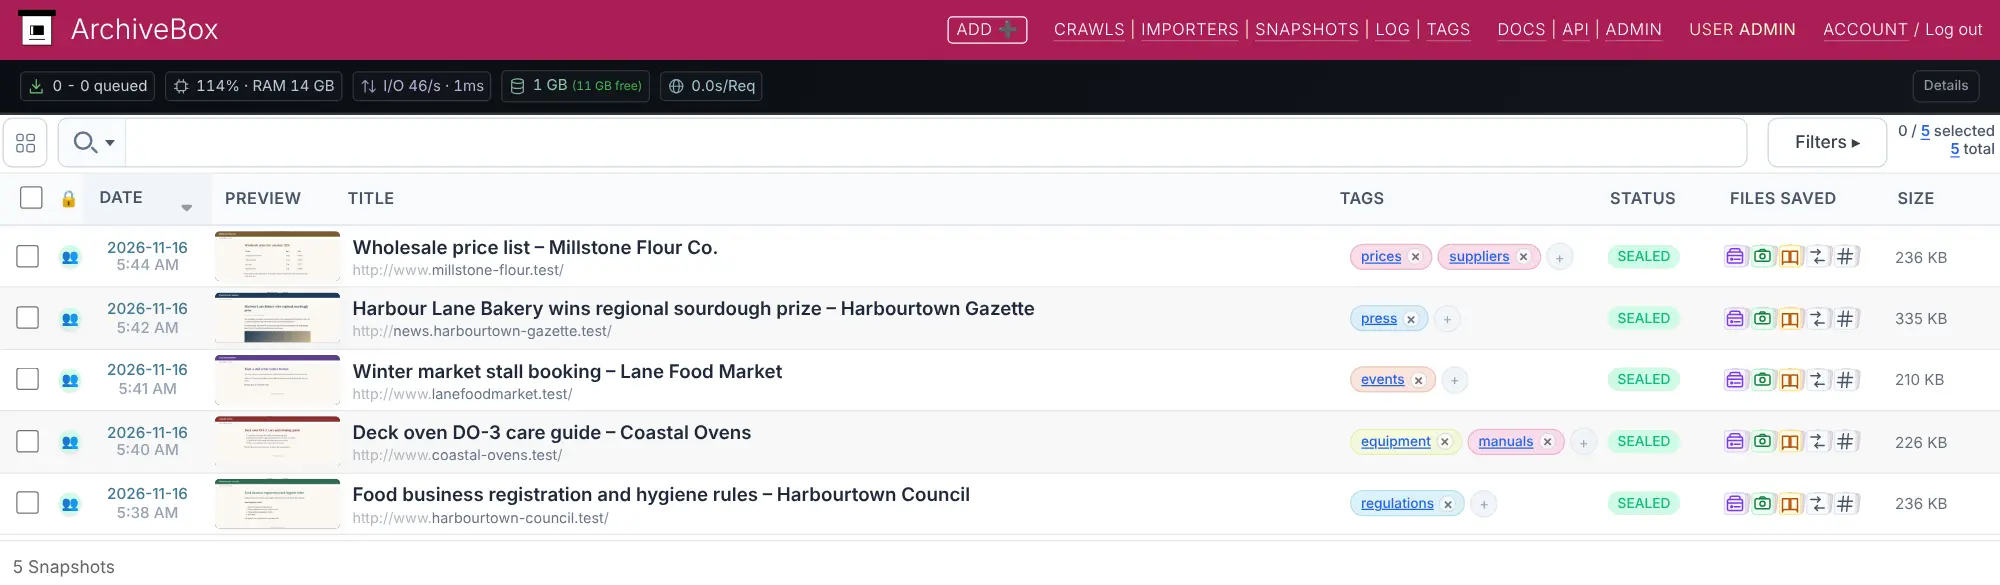 ArchiveBox
ADD ➕ CRAWLS | IMPORTERS | SNAPSHOTS | LOG | TAGS DOCS | API | ADMIN USER ADMIN ACCOUNT / Log out
0 - 0 queued 114% · RAM 14 GB I/O 46/s · 1ms 1 GB (11 GB free) 0.0s/Req Details
Filters ▸
0 / 5 selected
5 total
DATE PREVIEW TITLE TAGS STATUS FILES SAVED SIZE
2026-11-16
5:44 AM
Wholesale price list – Millstone Flour Co.
http://www.millstone-flour.test/
prices × suppliers × + SEALED 236 KB
2026-11-16
5:42 AM
Harbour Lane Bakery wins regional sourdough prize – Harbourtown Gazette
http://news.harbourtown-gazette.test/
press × + SEALED 335 KB
2026-11-16
5:41 AM
Winter market stall booking – Lane Food Market
http://www.lanefoodmarket.test/
events × + SEALED 210 KB
2026-11-16
5:40 AM
Deck oven DO-3 care guide – Coastal Ovens
http://www.coastal-ovens.test/
equipment × manuals × + SEALED 226 KB
2026-11-16
5:38 AM
Food business registration and hygiene rules – Harbourtown Council
http://www.harbourtown-council.test/
regulations × + SEALED 236 KB
5 Snapshots